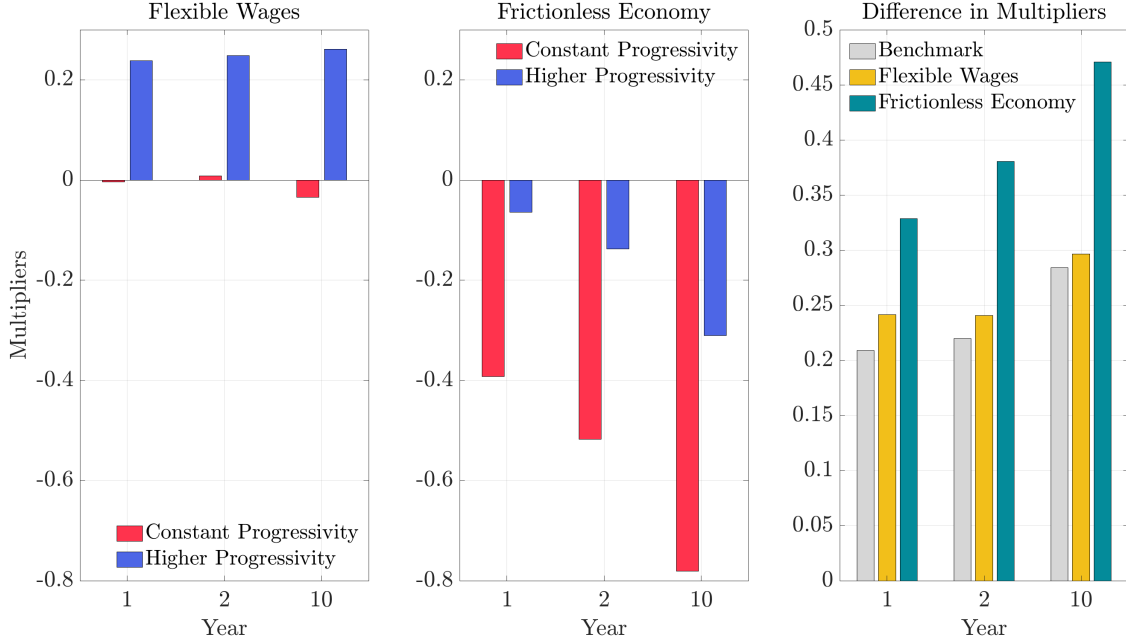 Flexible Wages
Multipliers
0.2
0
-0.2
-0.4
-0.6
-0.8
Constant Progressivity
Higher Progressivity
1 2 10
Year
Frictionless Economy
Constant Progressivity
Higher Progressivity
0.2
0
-0.2
-0.4
-0.6
-0.8
1 2 10
Year
Difference in Multipliers
Benchmark
Flexible Wages
Frictionless Economy
0.5
0.45
0.4
0.35
0.3
0.25
0.2
0.15
0.1
0.05
0
1 2 10
Year